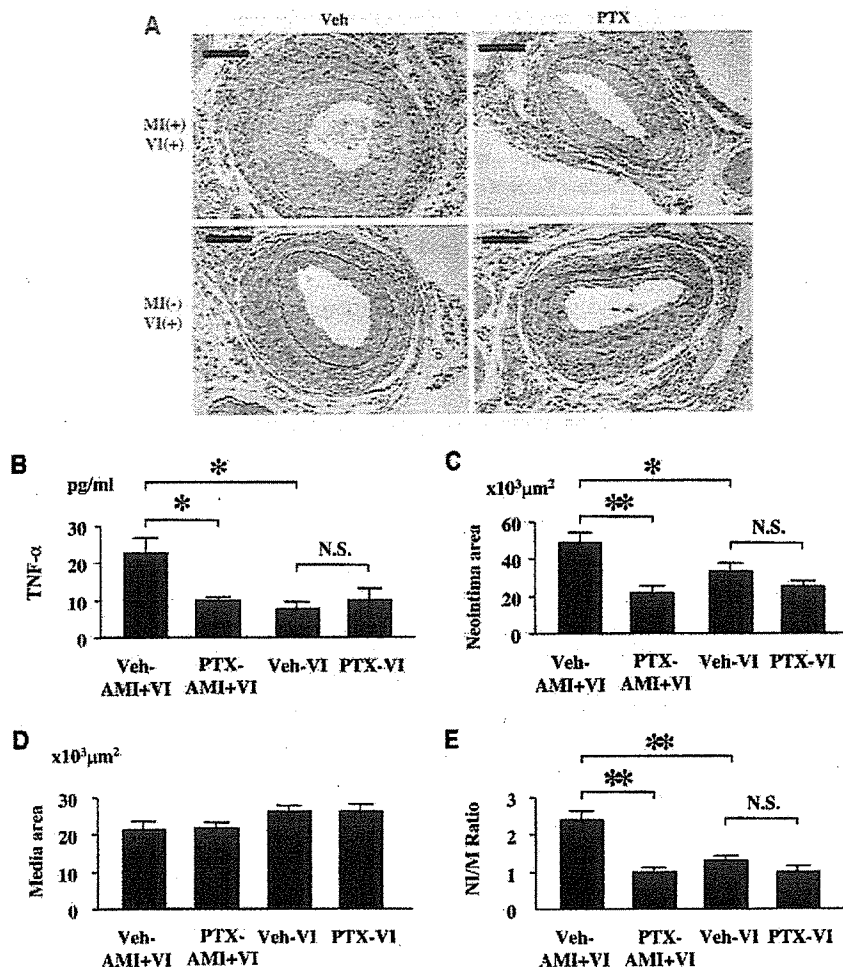 A
Veh PTX
MI(+)
VI(+)
MI(-)
VI(+)
B
pg/ml
*
*
N.S.
30
20
10
0
TNF-α
Veh-
AMI+VI
PTX-
AMI+VI
Veh-VI
PTX-VI
C
x10³µm²
*
**
N.S.
60
40
20
0
Neointima area
Veh-
AMI+VI
PTX-
AMI+VI
Veh-VI
PTX-VI
D
x10³µm²
30
20
10
0
Media area
Veh-
AMI+VI
PTX-
AMI+VI
Veh-VI
PTX-VI
E
**
**
N.S.
3
2
1
0
NI/M Ratio
Veh-
AMI+VI
PTX-
AMI+VI
Veh-VI
PTX-VI